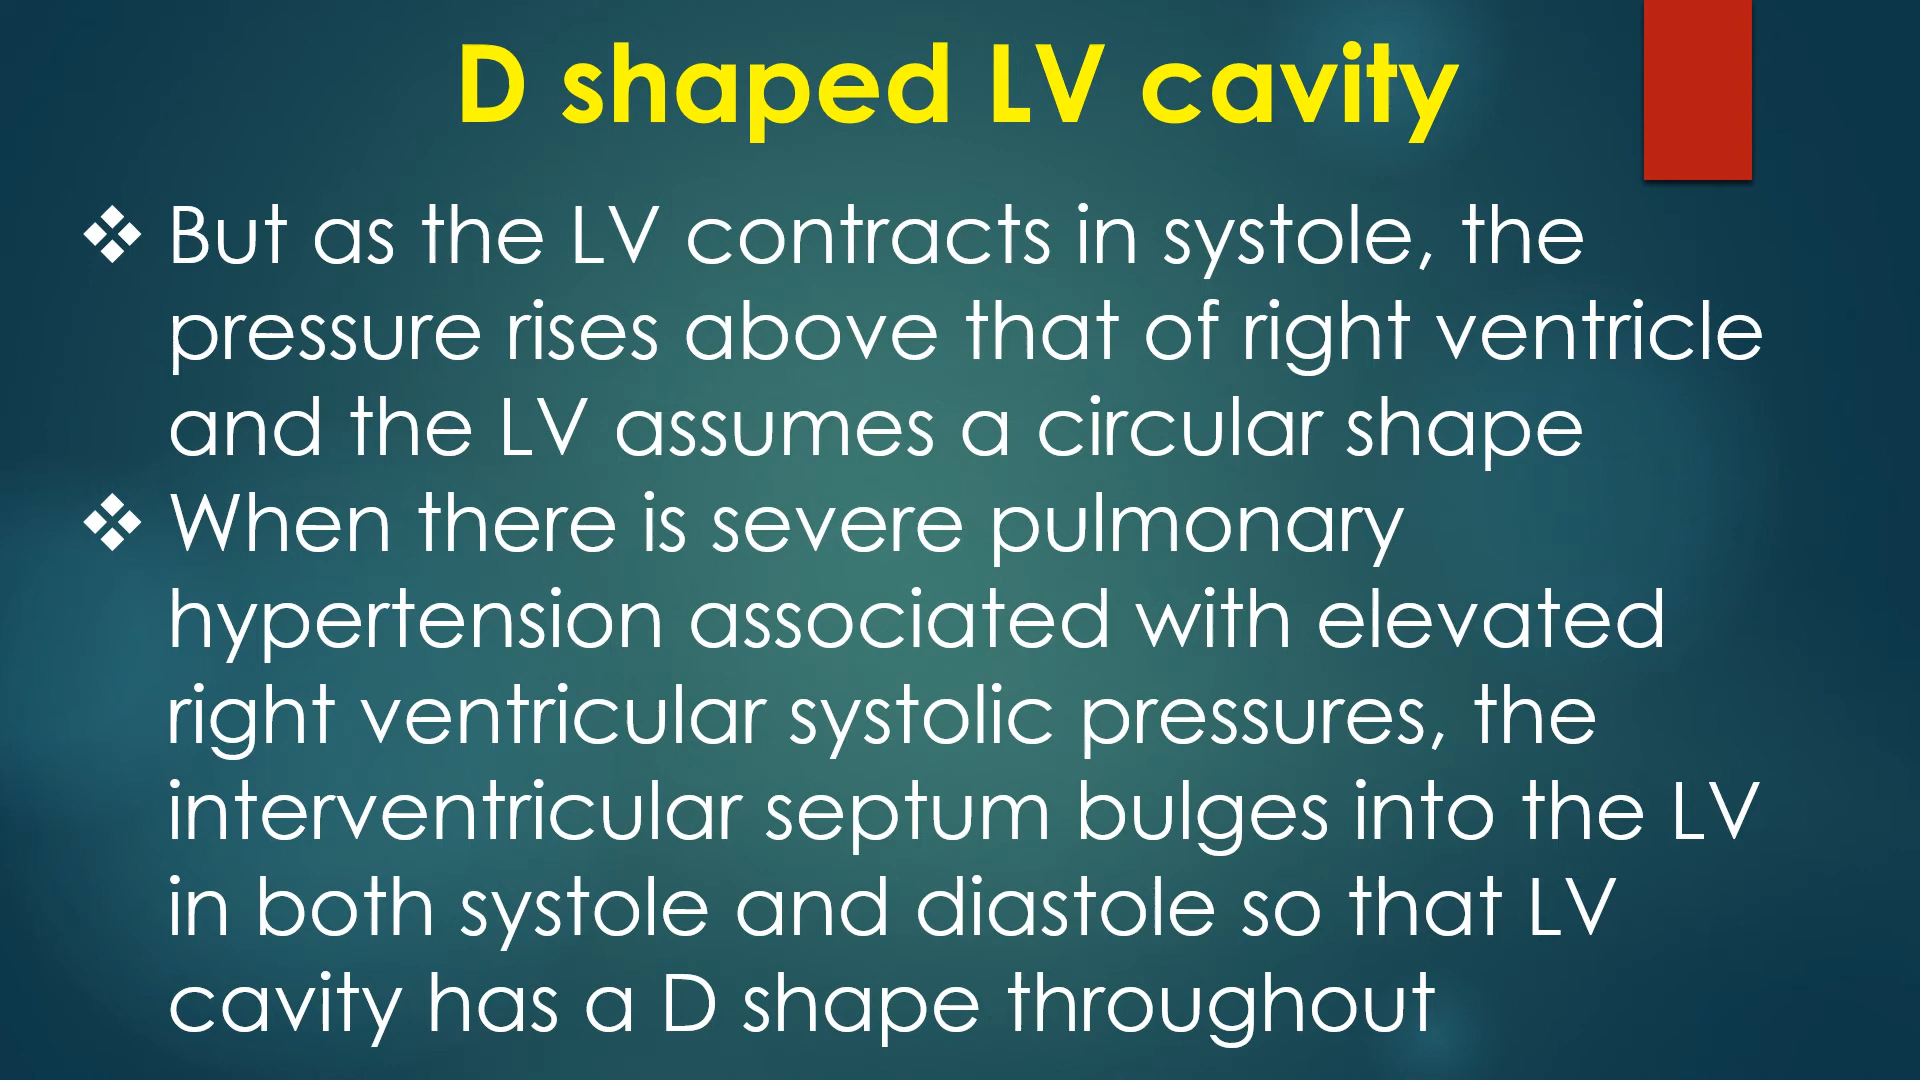 D shaped LV cavity
❖ But as the LV contracts in systole, the
pressure rises above that of right ventricle
and the LV assumes a circular shape
❖ When there is severe pulmonary
hypertension associated with elevated
right ventricular systolic pressures, the
interventricular septum bulges into the LV
in both systole and diastole so that LV
cavity has a D shape throughout